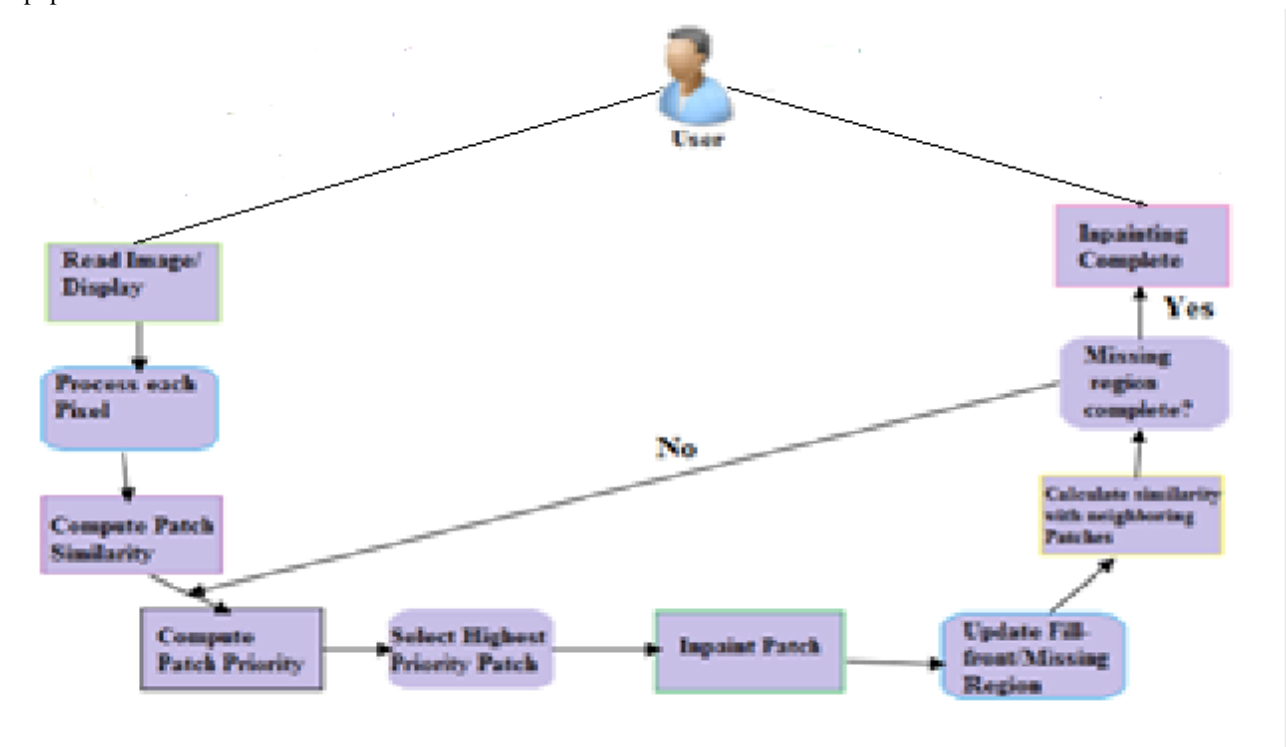 User
Read Image/
Display
Process each
Pixel
Compute Patch
Similarity
Compute
Patch Priority
Select Highest
Priority Patch
Inpaint Patch
Update Fill-
front/Missing
Region
Calculate similarity
with neighboring
Patches
Missing
region
complete?
Yes
No
Inpainting
Complete